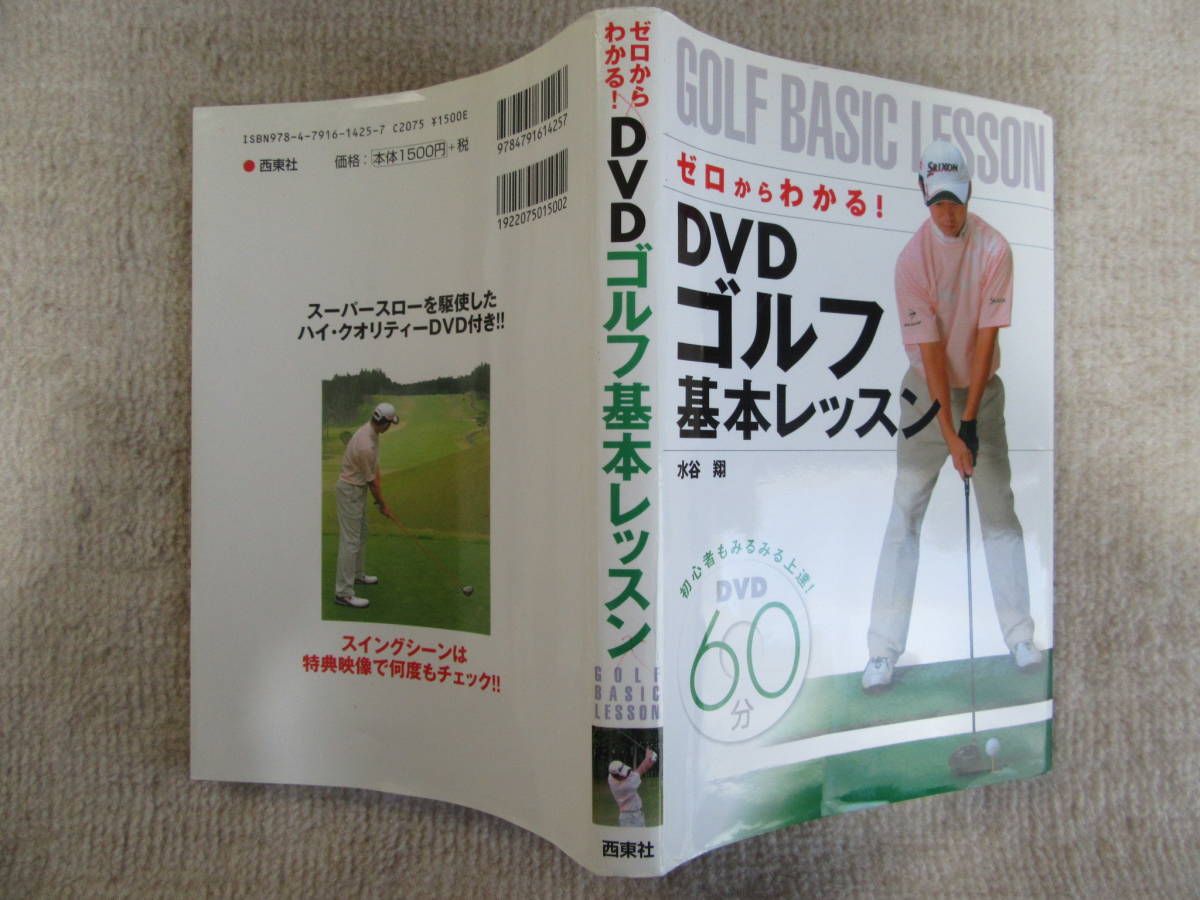 ISBN978-4-7916-1425-7 C2075 ¥1500E
西東社
価格：本体1500円+税
9784791614257
1922075015002
スーパースローを駆使した
ハイ・クオリティーDVD付き!!
スイングシーンは
特典映像で何度もチェック!!
ゼロから
わかる！
DVDゴルフ基本レッスン
GOLF
BASIC
LESSON
西東社
GOLF BASIC LESSON
SRIXON
ゼロからわかる！
DVD
ゴルフ
基本レッスン
水谷 翔
初心者もみるみる上達！
DVD
60
分